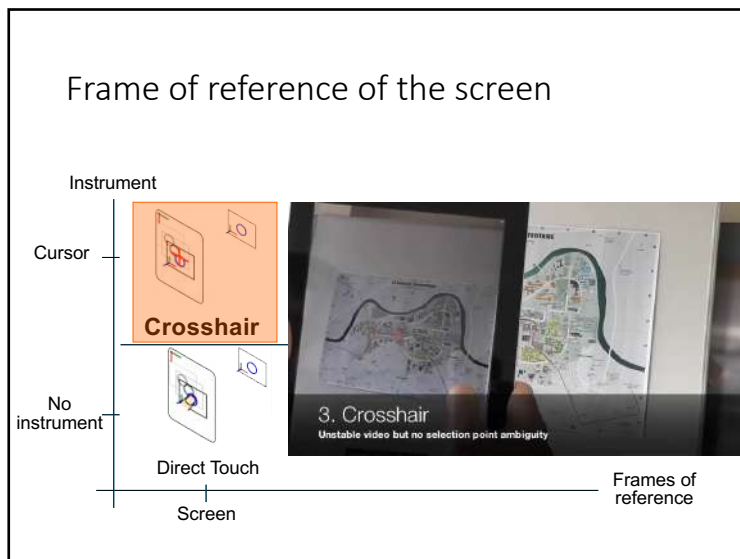 Frame of reference of the screen
Instrument
Cursor
Crosshair
3. Crosshair
Unstable video but no selection point ambiguity
No
instrument
Direct Touch
Screen
Frames of
reference